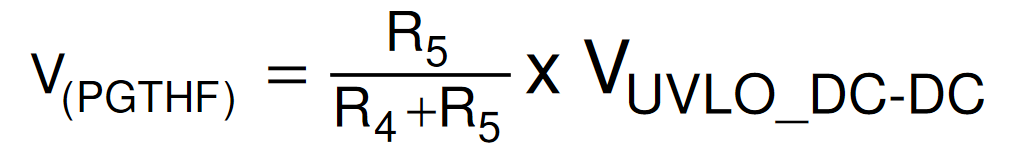 V(PGTHF) = R5 / R4+R5 x VUVLO_DC-DC